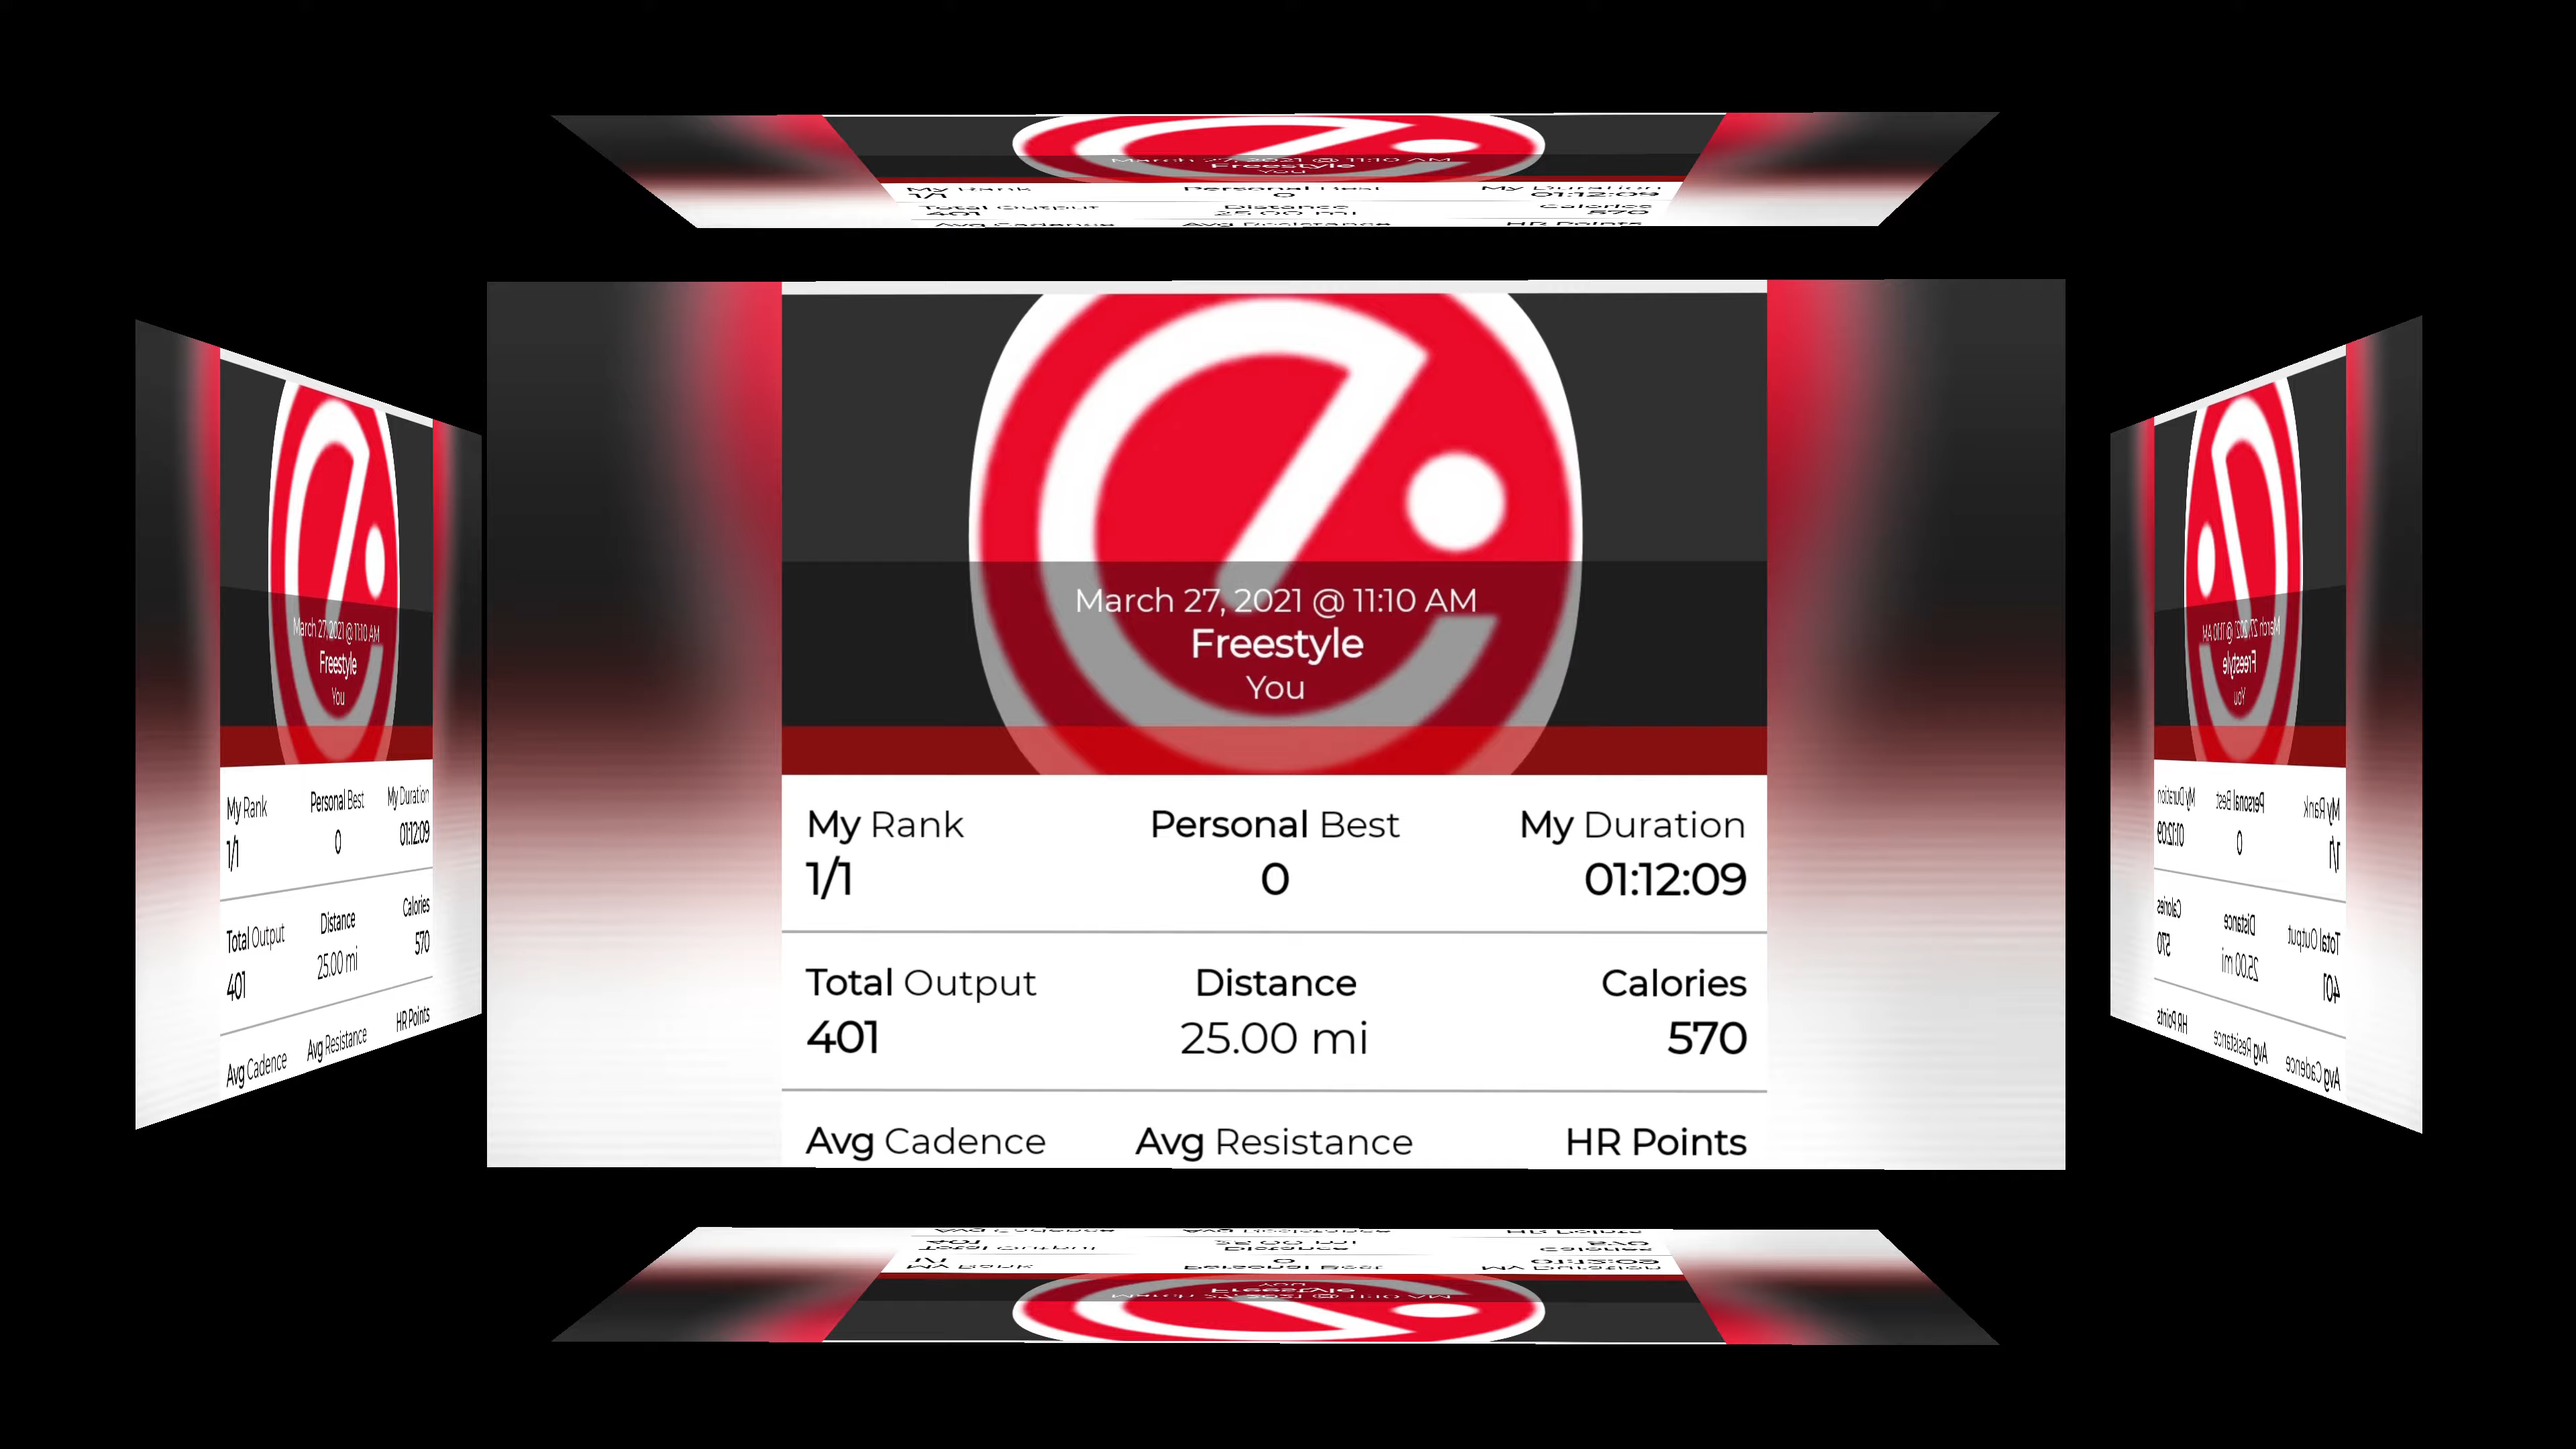 March 27, 2021 @ 11:10 AM
Freestyle
You
My Rank Personal Best My Duration
1/1 0 01:12:09
Total Output Distance Calories
401 25.00 mi 570
Avg Cadence Avg Resistance HR Points